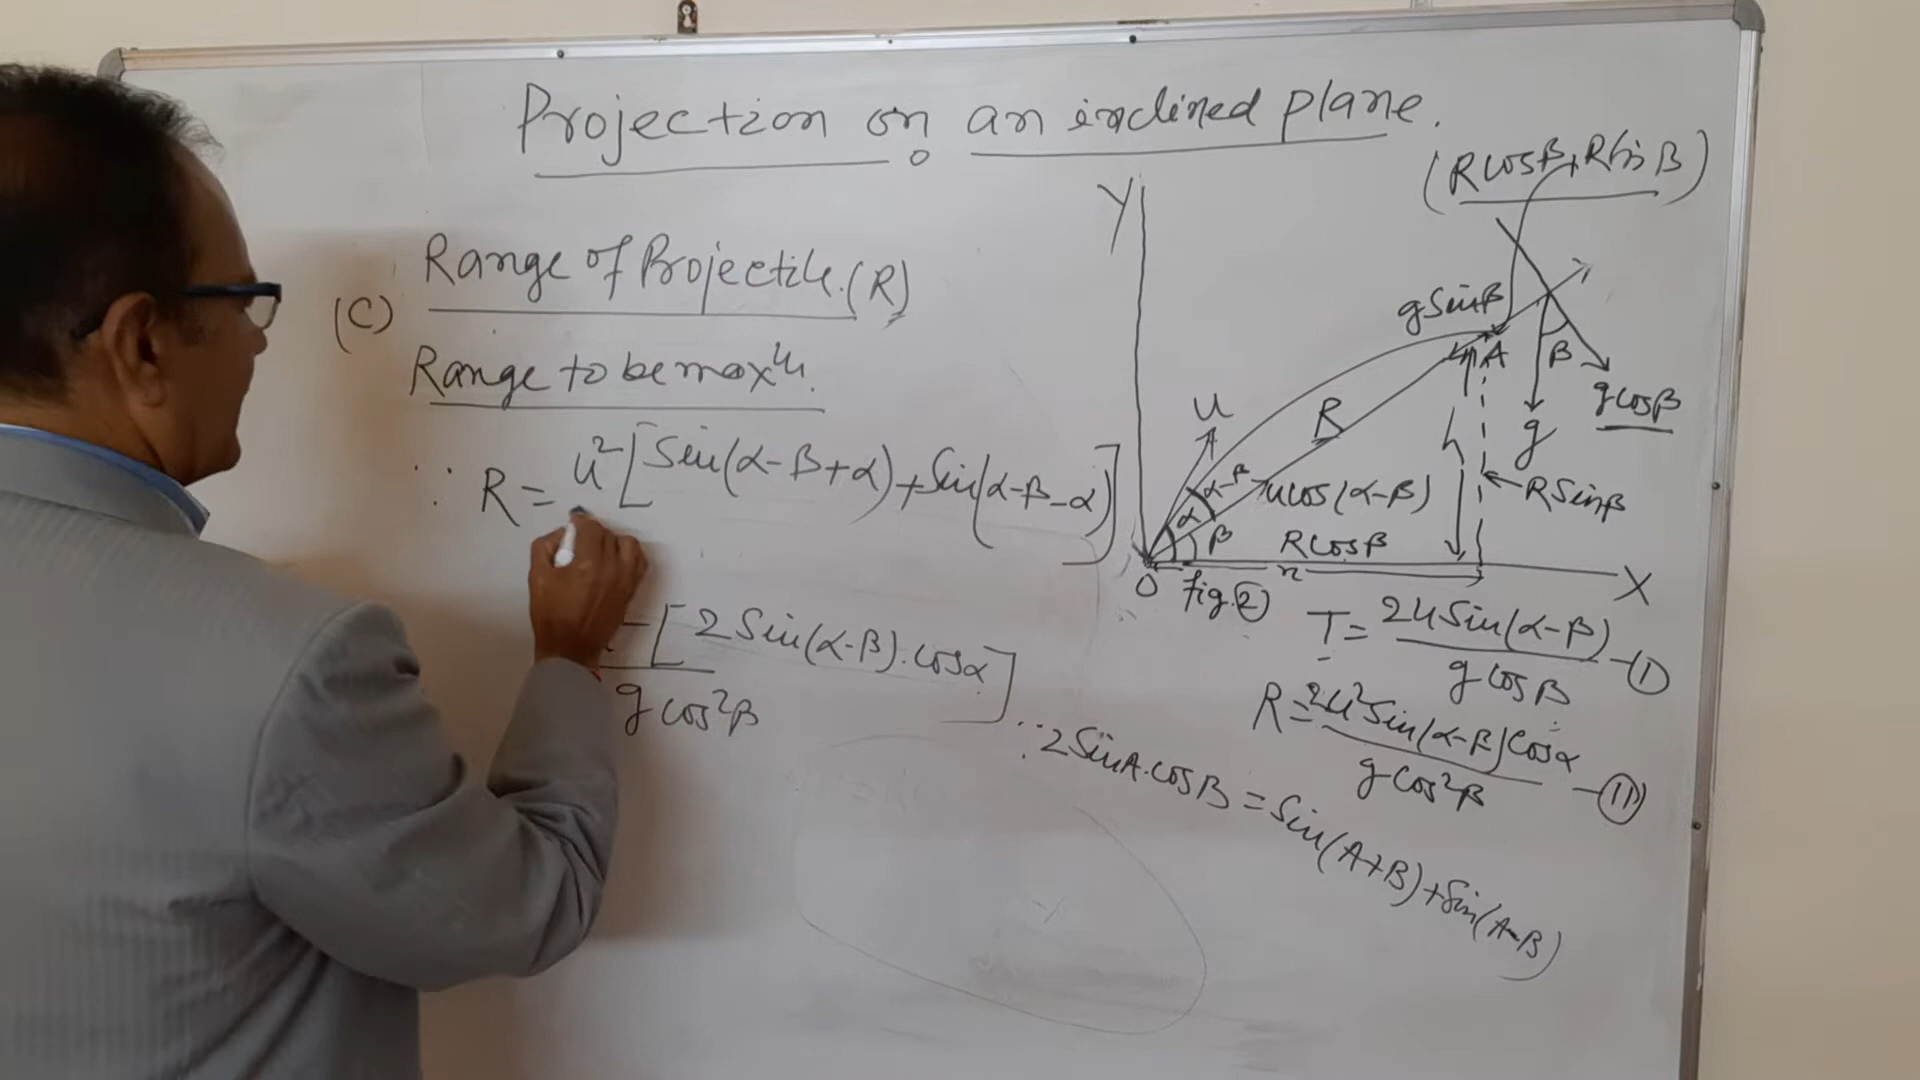 Projection on an inclined plane.
(C) Range of Projectile. (R)
Range to be maxᵐ.
∵ R = u² [Sin(α-β+α) + Sin(α-β-α)]
[2 Sin(α-β).cosα]
g cos²β
∵ 2 SinA.cosB = Sin(A+B) + Sin(A-B)
(R cosβ, R Sin β)
Y
g Sinβ
A
β
g cosβ
g
u
R
h
α-β
u cos(α-β)
R Sinβ
α
β
R cosβ
O
x
X
fig. 2
T = 2u Sin(α-β) / g cosβ - (I)
R = 2u² Sin(α-β) Cosα / g Cos²β - (II)